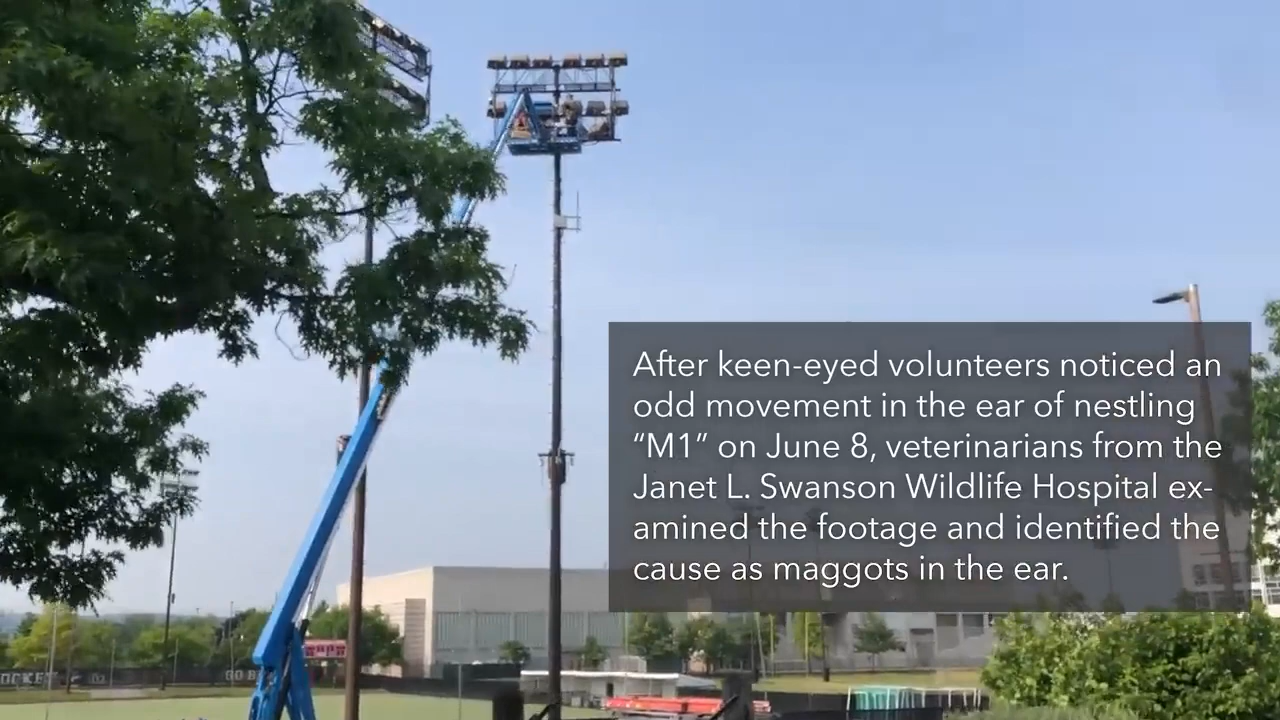 After keen-eyed volunteers noticed an
odd movement in the ear of nestling
“M1” on June 8, veterinarians from the
Janet L. Swanson Wildlife Hospital ex-
amined the footage and identified the
cause as maggots in the ear.